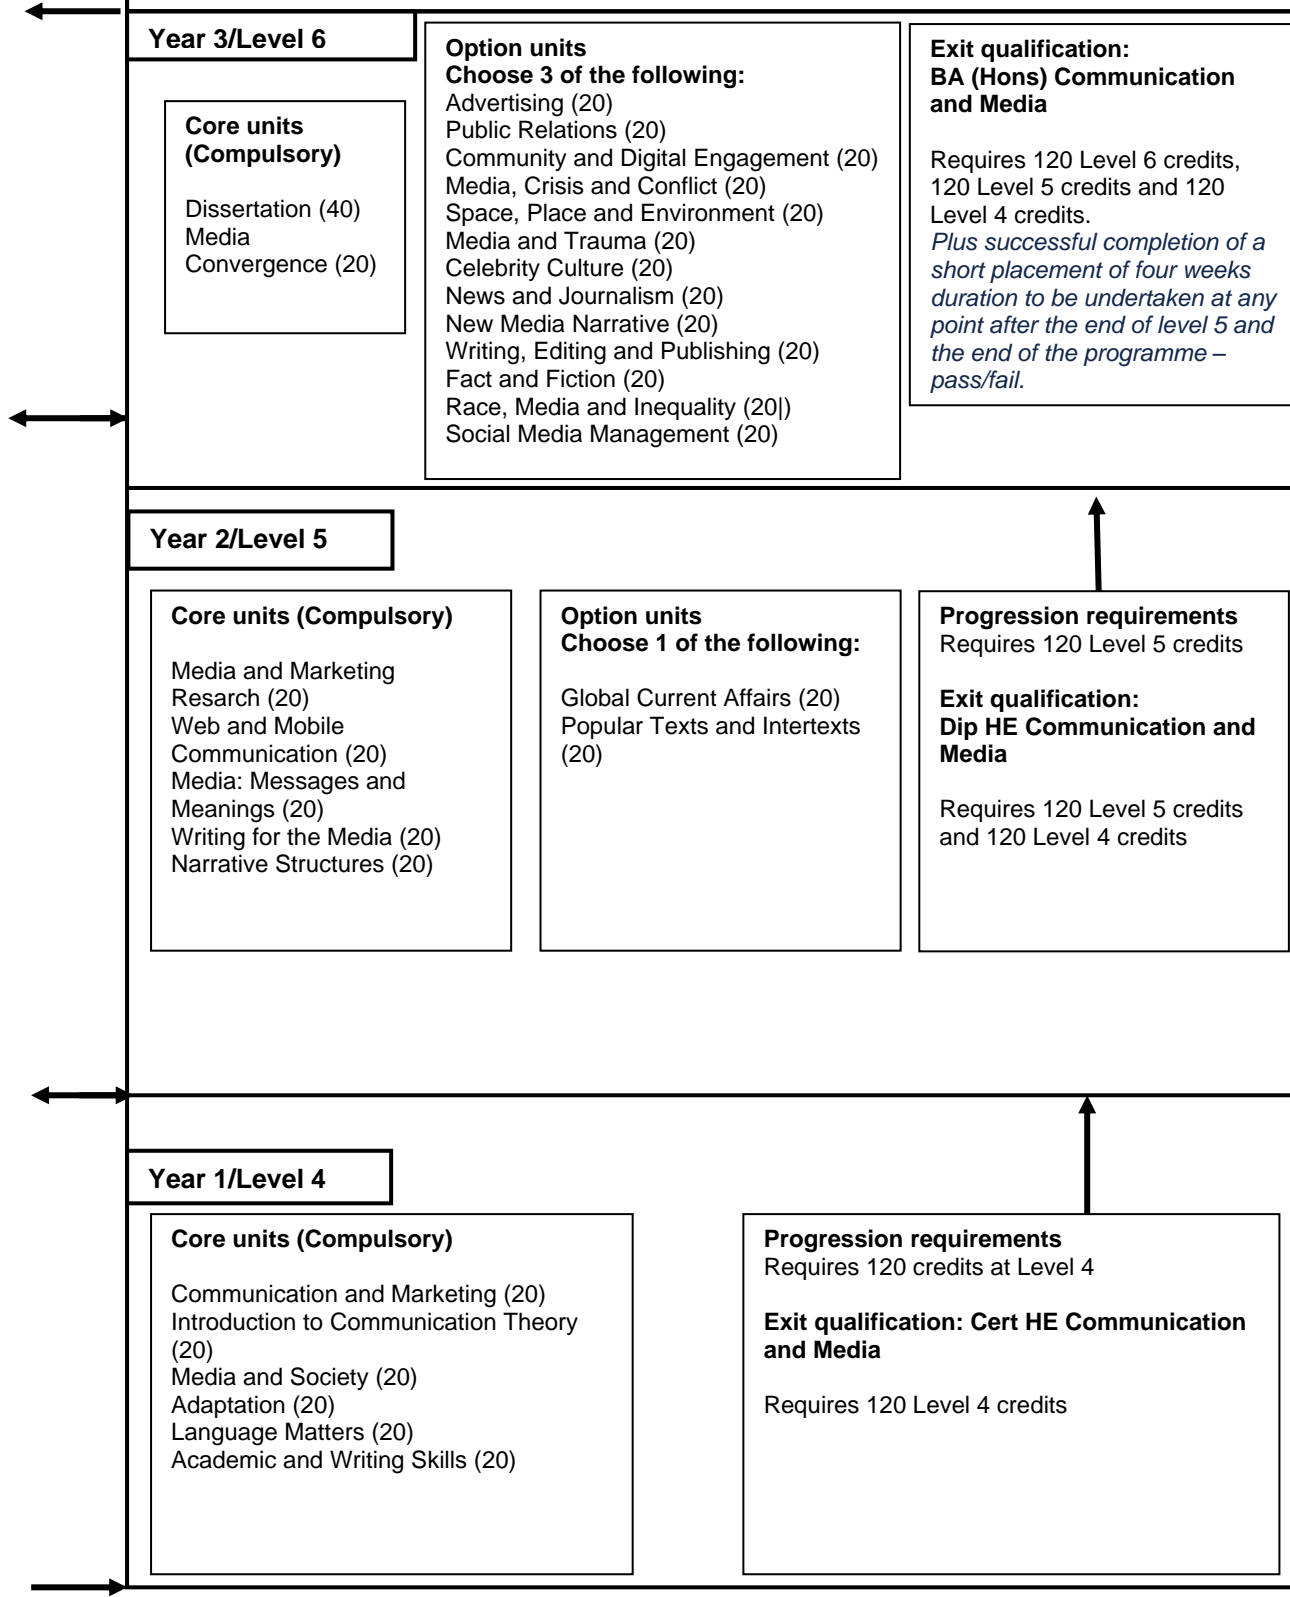 Year 3/Level 6
Core units
(Compulsory)
Dissertation (40)
Media
Convergence (20)
Option units
Choose 3 of the following:
Advertising (20)
Public Relations (20)
Community and Digital Engagement (20)
Media, Crisis and Conflict (20)
Space, Place and Environment (20)
Media and Trauma (20)
Celebrity Culture (20)
News and Journalism (20)
New Media Narrative (20)
Writing, Editing and Publishing (20)
Fact and Fiction (20)
Race, Media and Inequality (20|)
Social Media Management (20)
Exit qualification:
BA (Hons) Communication
and Media
Requires 120 Level 6 credits,
120 Level 5 credits and 120
Level 4 credits.
Plus successful completion of a
short placement of four weeks
duration to be undertaken at any
point after the end of level 5 and
the end of the programme –
pass/fail.
Year 2/Level 5
Core units (Compulsory)
Media and Marketing
Resarch (20)
Web and Mobile
Communication (20)
Media: Messages and
Meanings (20)
Writing for the Media (20)
Narrative Structures (20)
Option units
Choose 1 of the following:
Global Current Affairs (20)
Popular Texts and Intertexts
(20)
Progression requirements
Requires 120 Level 5 credits
Exit qualification:
Dip HE Communication and
Media
Requires 120 Level 5 credits
and 120 Level 4 credits
Year 1/Level 4
Core units (Compulsory)
Communication and Marketing (20)
Introduction to Communication Theory
(20)
Media and Society (20)
Adaptation (20)
Language Matters (20)
Academic and Writing Skills (20)
Progression requirements
Requires 120 credits at Level 4
Exit qualification: Cert HE Communication
and Media
Requires 120 Level 4 credits